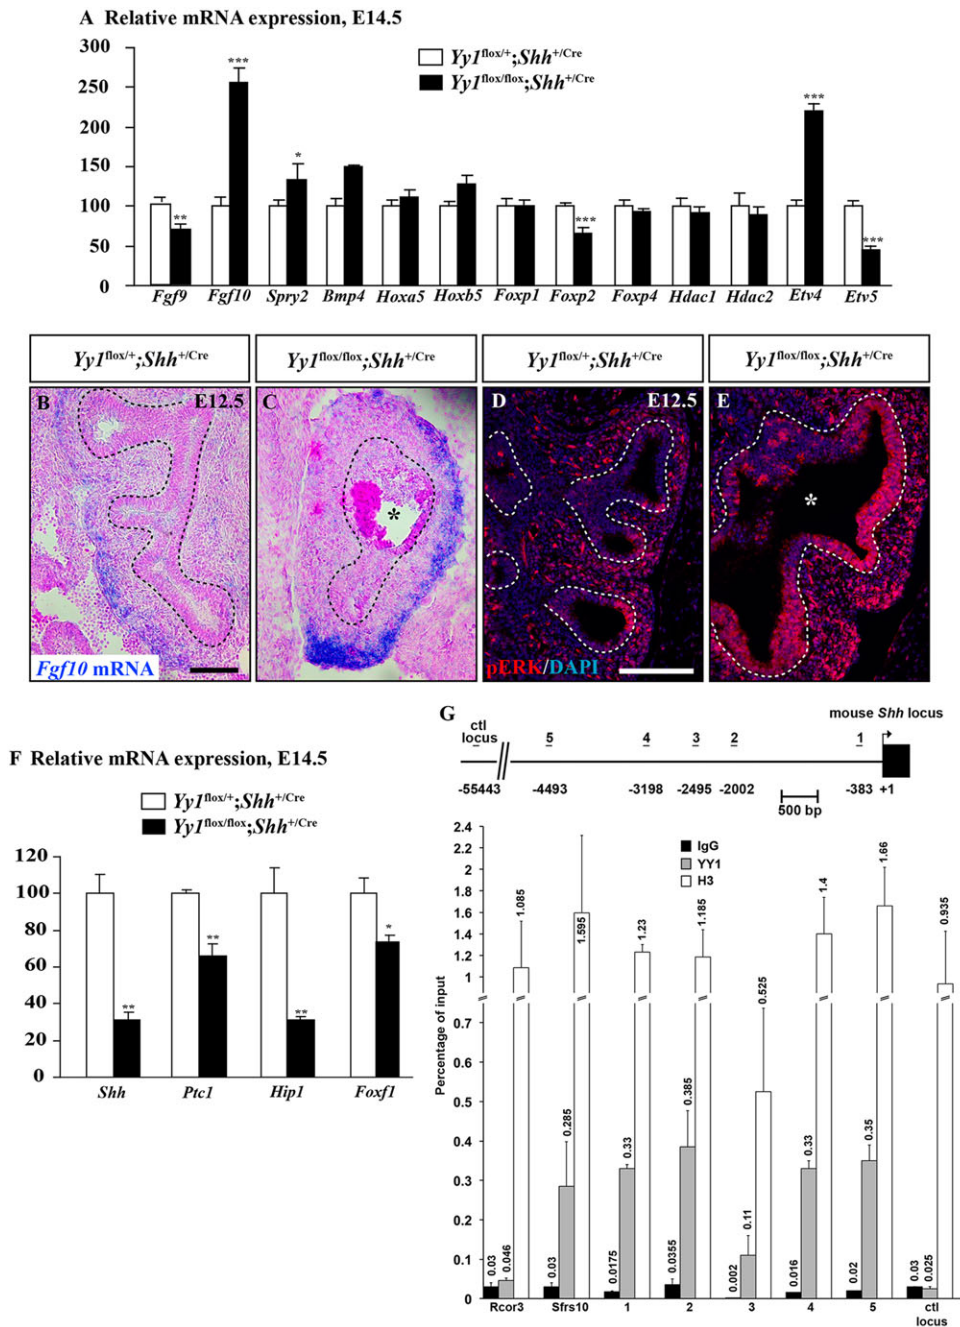 A Relative mRNA expression, E14.5
300
250
200
150
100
50
0
Yy1flox/+;Shh+/Cre
Yy1flox/flox;Shh+/Cre
** *** * *** *** ***
Fgf9 Fgf10 Spry2 Bmp4 Hoxa5 Hoxb5 Foxp1 Foxp2 Foxp4 Hdac1 Hdac2 Etv4 Etv5
Yy1flox/+;Shh+/Cre Yy1flox/flox;Shh+/Cre Yy1flox/+;Shh+/Cre Yy1flox/flox;Shh+/Cre
B E12.5 C D E12.5 E
* *
Fgf10 mRNA pERK/DAPI
F Relative mRNA expression, E14.5
Yy1flox/+;Shh+/Cre
Yy1flox/flox;Shh+/Cre
120
100
80
60
40
20
0
** ** ** *
Shh Ptc1 Hip1 Foxf1
G
mouse Shh locus
ctl
locus 5 4 3 2 1
-55443 -4493 -3198 -2495 -2002 -383 +1
500 bp
IgG
YY1
H3
Percentage of input
2.4
2.2
2
1.8
1.6
1.4
1.2
1
0.7
0.6
0.5
0.4
0.3
0.2
0.1
0
0.03 0.046 1.085
0.03 0.285 1.595
0.0175 0.33 1.23
0.0355 0.385 1.185
0.002 0.11 0.525
0.016 0.33 1.4
0.02 0.35 1.66
0.03 0.025 0.935
Rcor3 Sfrs10 1 2 3 4 5 ctl
locus